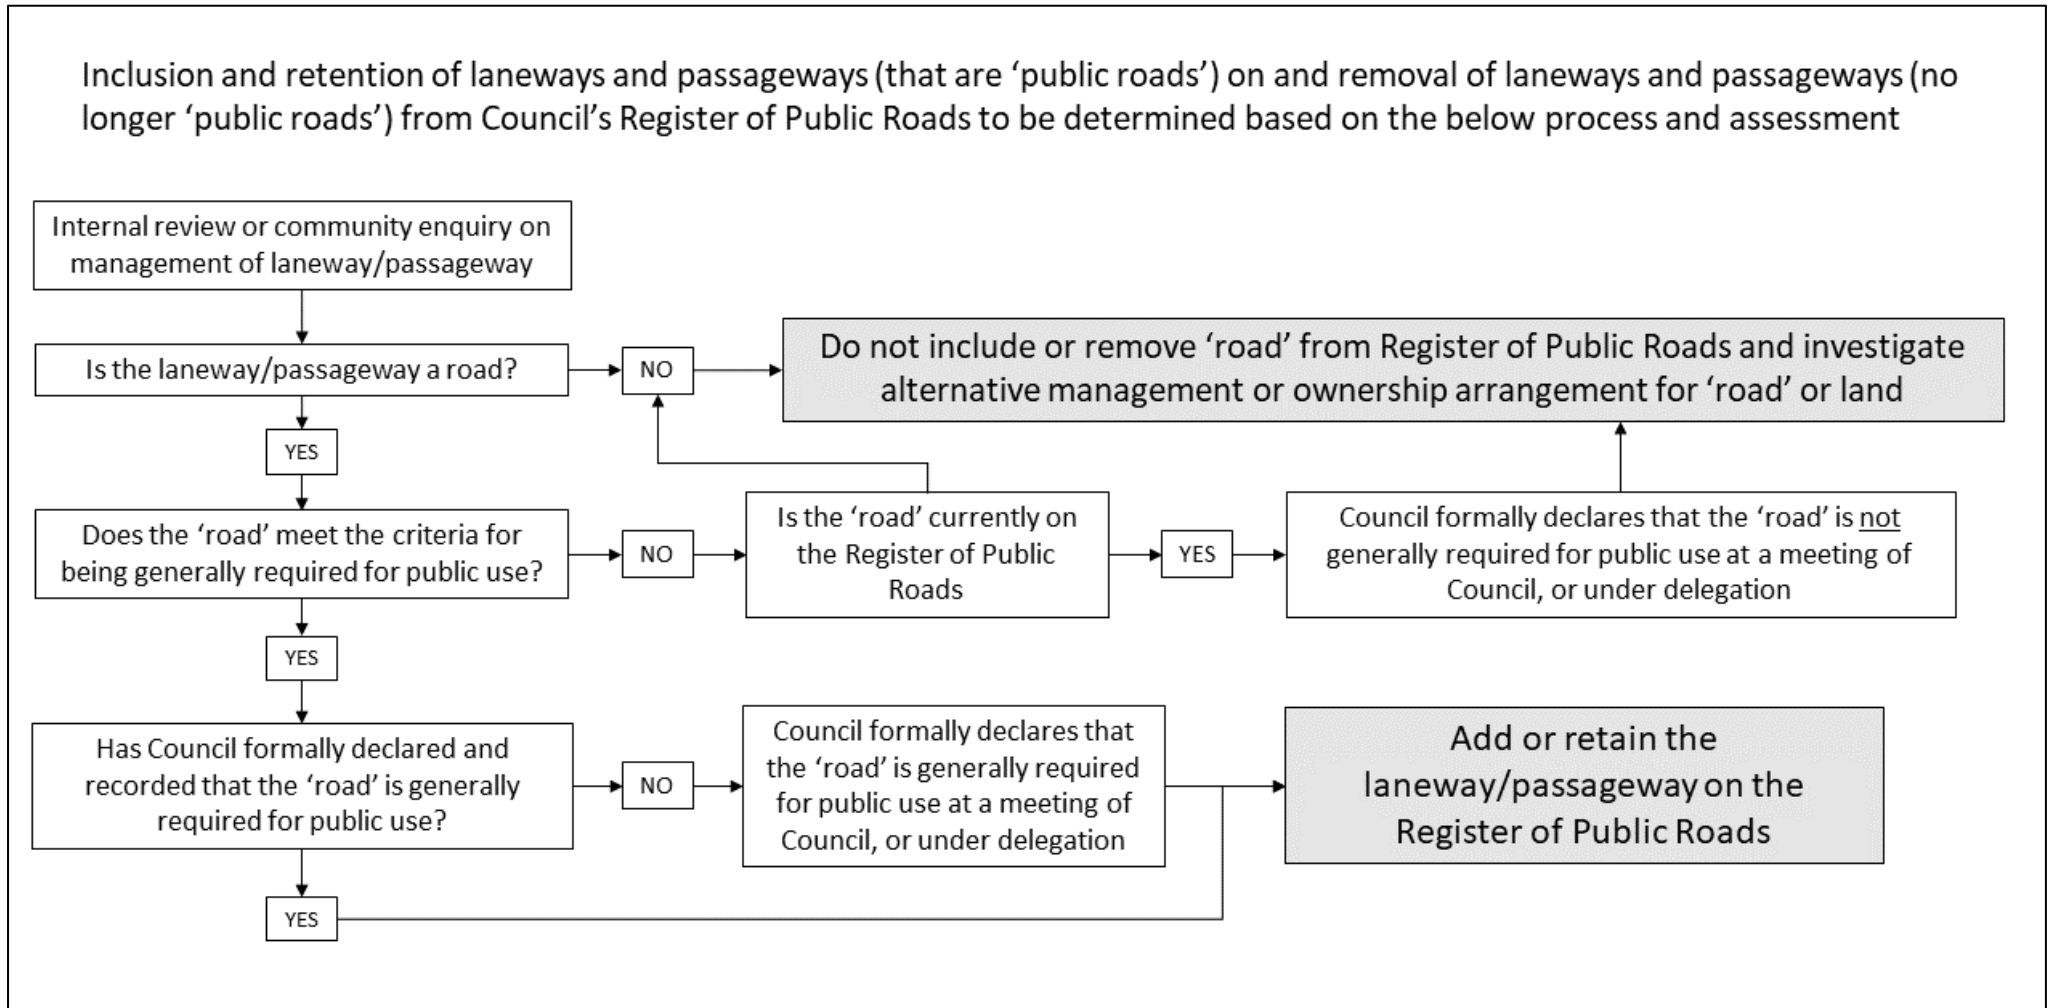 Inclusion and retention of laneways and passageways (that are ‘public roads’) on and removal of laneways and passageways (no
longer ‘public roads’) from Council’s Register of Public Roads to be determined based on the below process and assessment
Internal review or community enquiry on
management of laneway/passageway
Is the laneway/passageway a road?
NO
Do not include or remove ‘road’ from Register of Public Roads and investigate
alternative management or ownership arrangement for ‘road’ or land
YES
Does the ‘road’ meet the criteria for
being generally required for public use?
NO
Is the ‘road’ currently on
the Register of Public
Roads
YES
Council formally declares that the ‘road’ is not
generally required for public use at a meeting of
Council, or under delegation
YES
Has Council formally declared and
recorded that the ‘road’ is generally
required for public use?
NO
Council formally declares that
the ‘road’ is generally required
for public use at a meeting of
Council, or under delegation
Add or retain the
laneway/passageway on the
Register of Public Roads
YES